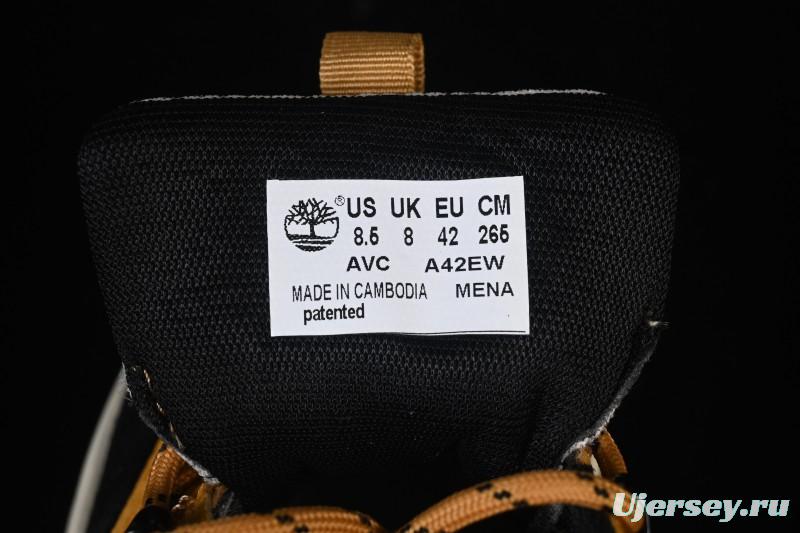 ® US UK EU CM
8.5 8 42 265
AVC A42EW
MADE IN CAMBODIA MENA
patented
Ujersey.ru